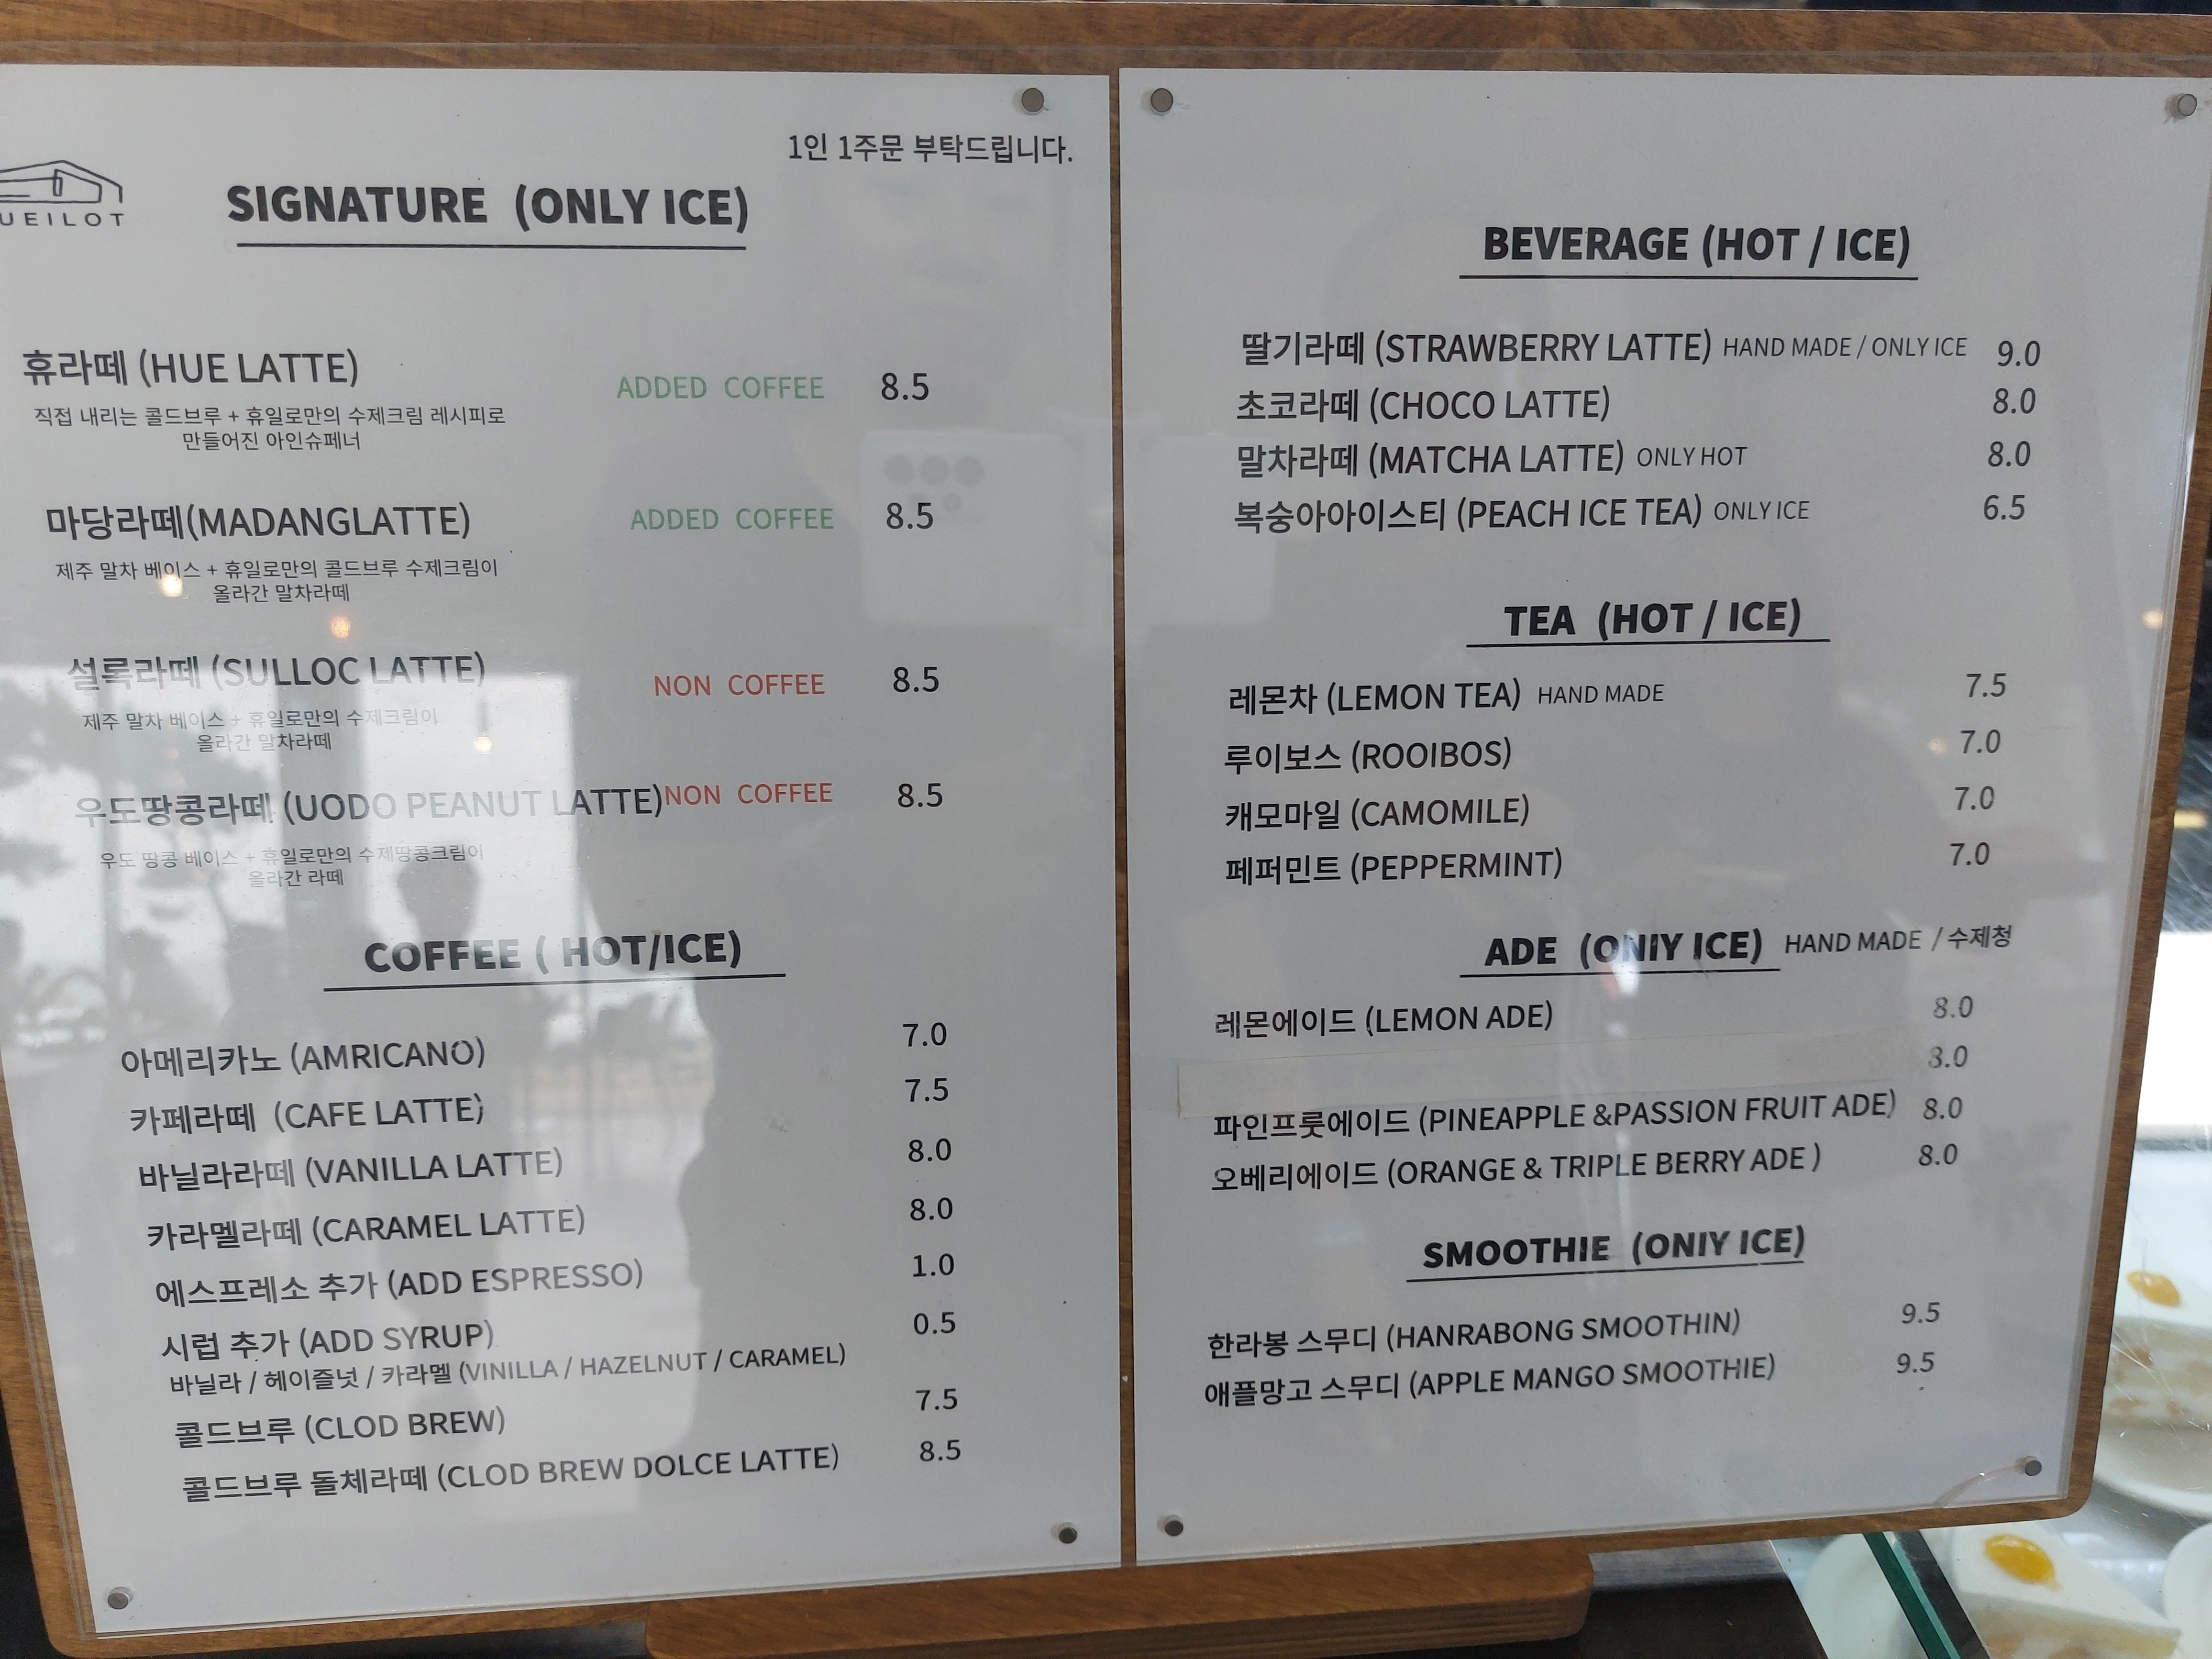 1인 1주문 부탁드립니다.
UEILOT
SIGNATURE (ONLY ICE)
휴라떼 (HUE LATTE) ADDED COFFEE 8.5
직접 내리는 콜드브루 + 휴일로만의 수제크림 레시피로
만들어진 아인슈페너
마당라떼(MADANGLATTE) ADDED COFFEE 8.5
제주 말차 베이스 + 휴일로만의 콜드브루 수제크림이
올라간 말차라떼
설록라떼 (SULLOC LATTE) NON COFFEE 8.5
제주 말차 베이스 + 휴일로만의 수제크림이
올라간 말차라떼
우도땅콩라떼 (UODO PEANUT LATTE) NON COFFEE 8.5
우도 땅콩 베이스 + 휴일로만의 수제땅콩크림이
올라간 라떼
COFFEE ( HOT/ICE)
아메리카노 (AMRICANO) 7.0
카페라떼 (CAFE LATTE) 7.5
바닐라라떼 (VANILLA LATTE) 8.0
카라멜라떼 (CARAMEL LATTE) 8.0
에스프레소 추가 (ADD ESPRESSO) 1.0
시럽 추가 (ADD SYRUP) 0.5
바닐라 / 헤이즐넛 / 카라멜 (VINILLA / HAZELNUT / CARAMEL)
콜드브루 (CLOD BREW) 7.5
콜드브루 돌체라떼 (CLOD BREW DOLCE LATTE) 8.5
BEVERAGE (HOT / ICE)
딸기라떼 (STRAWBERRY LATTE) HAND MADE / ONLY ICE 9.0
초코라떼 (CHOCO LATTE) 8.0
말차라떼 (MATCHA LATTE) ONLY HOT 8.0
복숭아아이스티 (PEACH ICE TEA) ONLY ICE 6.5
TEA (HOT / ICE)
레몬차 (LEMON TEA) HAND MADE 7.5
루이보스 (ROOIBOS) 7.0
캐모마일 (CAMOMILE) 7.0
페퍼민트 (PEPPERMINT) 7.0
ADE (ONIY ICE) HAND MADE / 수제청
레몬에이드 (LEMON ADE) 8.0
8.0
파인프룻에이드 (PINEAPPLE &PASSION FRUIT ADE) 8.0
오베리에이드 (ORANGE & TRIPLE BERRY ADE ) 8.0
SMOOTHIE (ONIY ICE)
한라봉 스무디 (HANRABONG SMOOTHIN) 9.5
애플망고 스무디 (APPLE MANGO SMOOTHIE) 9.5